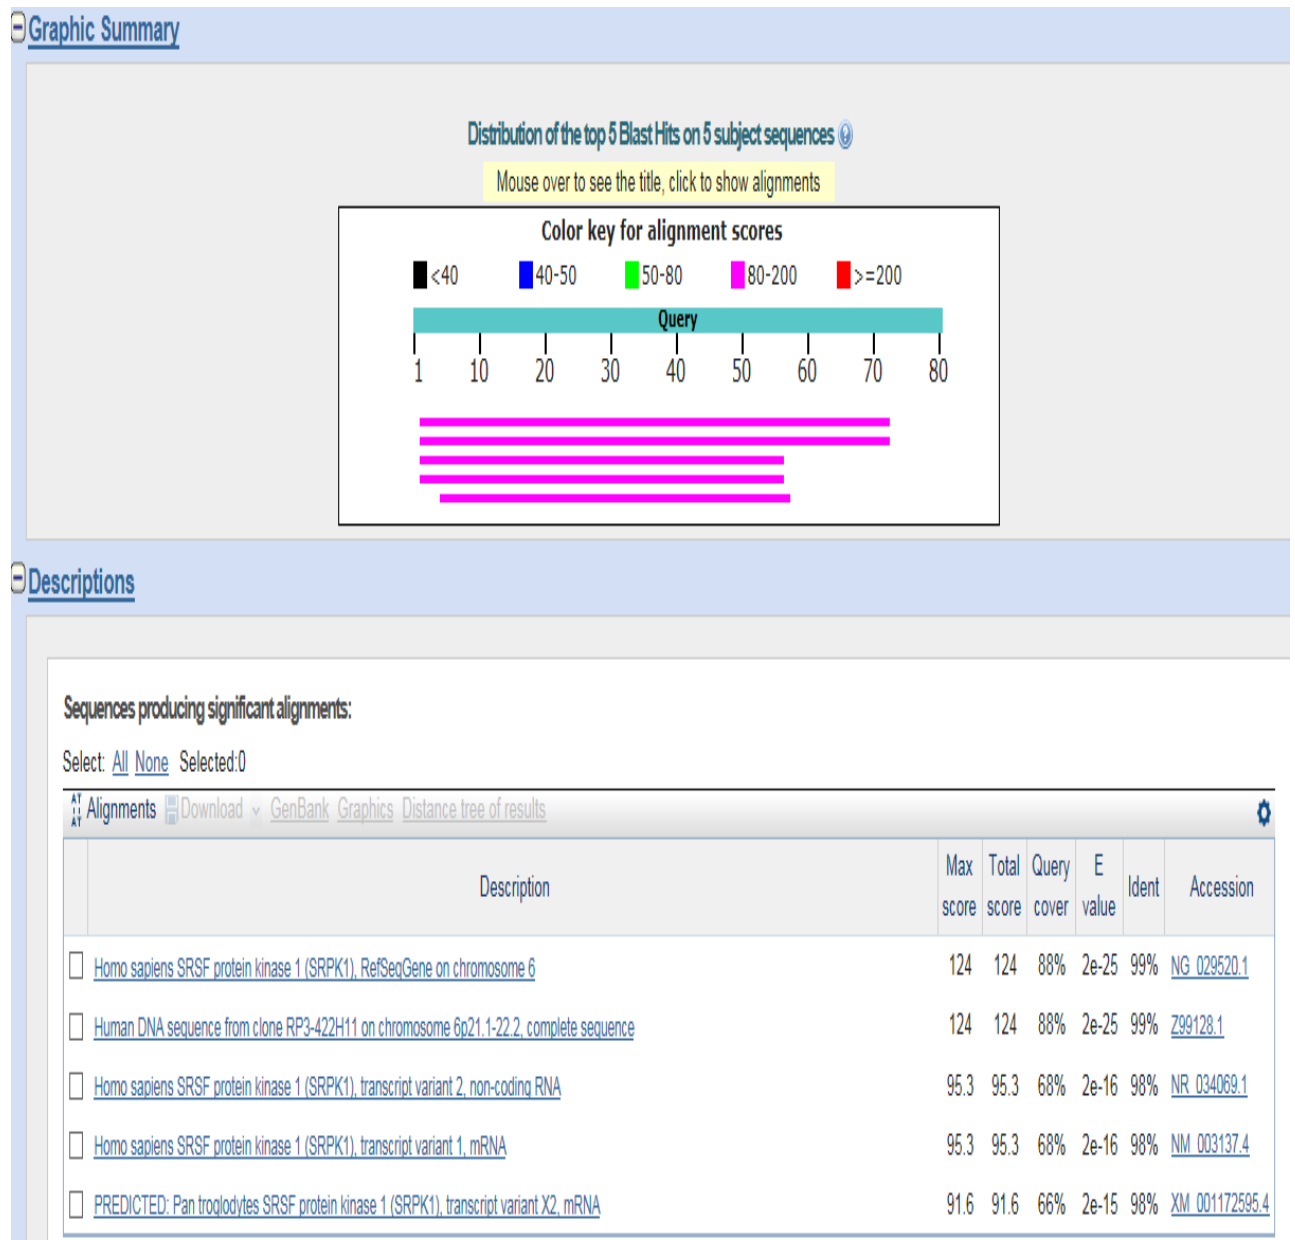 Graphic Summary
Distribution of the top 5 Blast Hits on 5 subject sequences
Mouse over to see the title, click to show alignments
Color key for alignment scores
<40 40-50 50-80 80-200 >=200
Query
1 10 20 30 40 50 60 70 80
Descriptions
Sequences producing significant alignments:
Select: All None Selected:0
Alignments Download GenBank Graphics Distance tree of results
Description Max score Total score Query cover E value Ident Accession
Homo sapiens SRSF protein kinase 1 (SRPK1), RefSeqGene on chromosome 6 124 124 88% 2e-25 99% NG_029520.1
Human DNA sequence from clone RP3-422H11 on chromosome 6p21.1-22.2, complete sequence 124 124 88% 2e-25 99% Z99128.1
Homo sapiens SRSF protein kinase 1 (SRPK1), transcript variant 2, non-coding RNA 95.3 95.3 68% 2e-16 98% NR_034069.1
Homo sapiens SRSF protein kinase 1 (SRPK1), transcript variant 1, mRNA 95.3 95.3 68% 2e-16 98% NM_003137.4
PREDICTED: Pan troglodytes SRSF protein kinase 1 (SRPK1), transcript variant X2, mRNA 91.6 91.6 66% 2e-15 98% XM_001172595.4